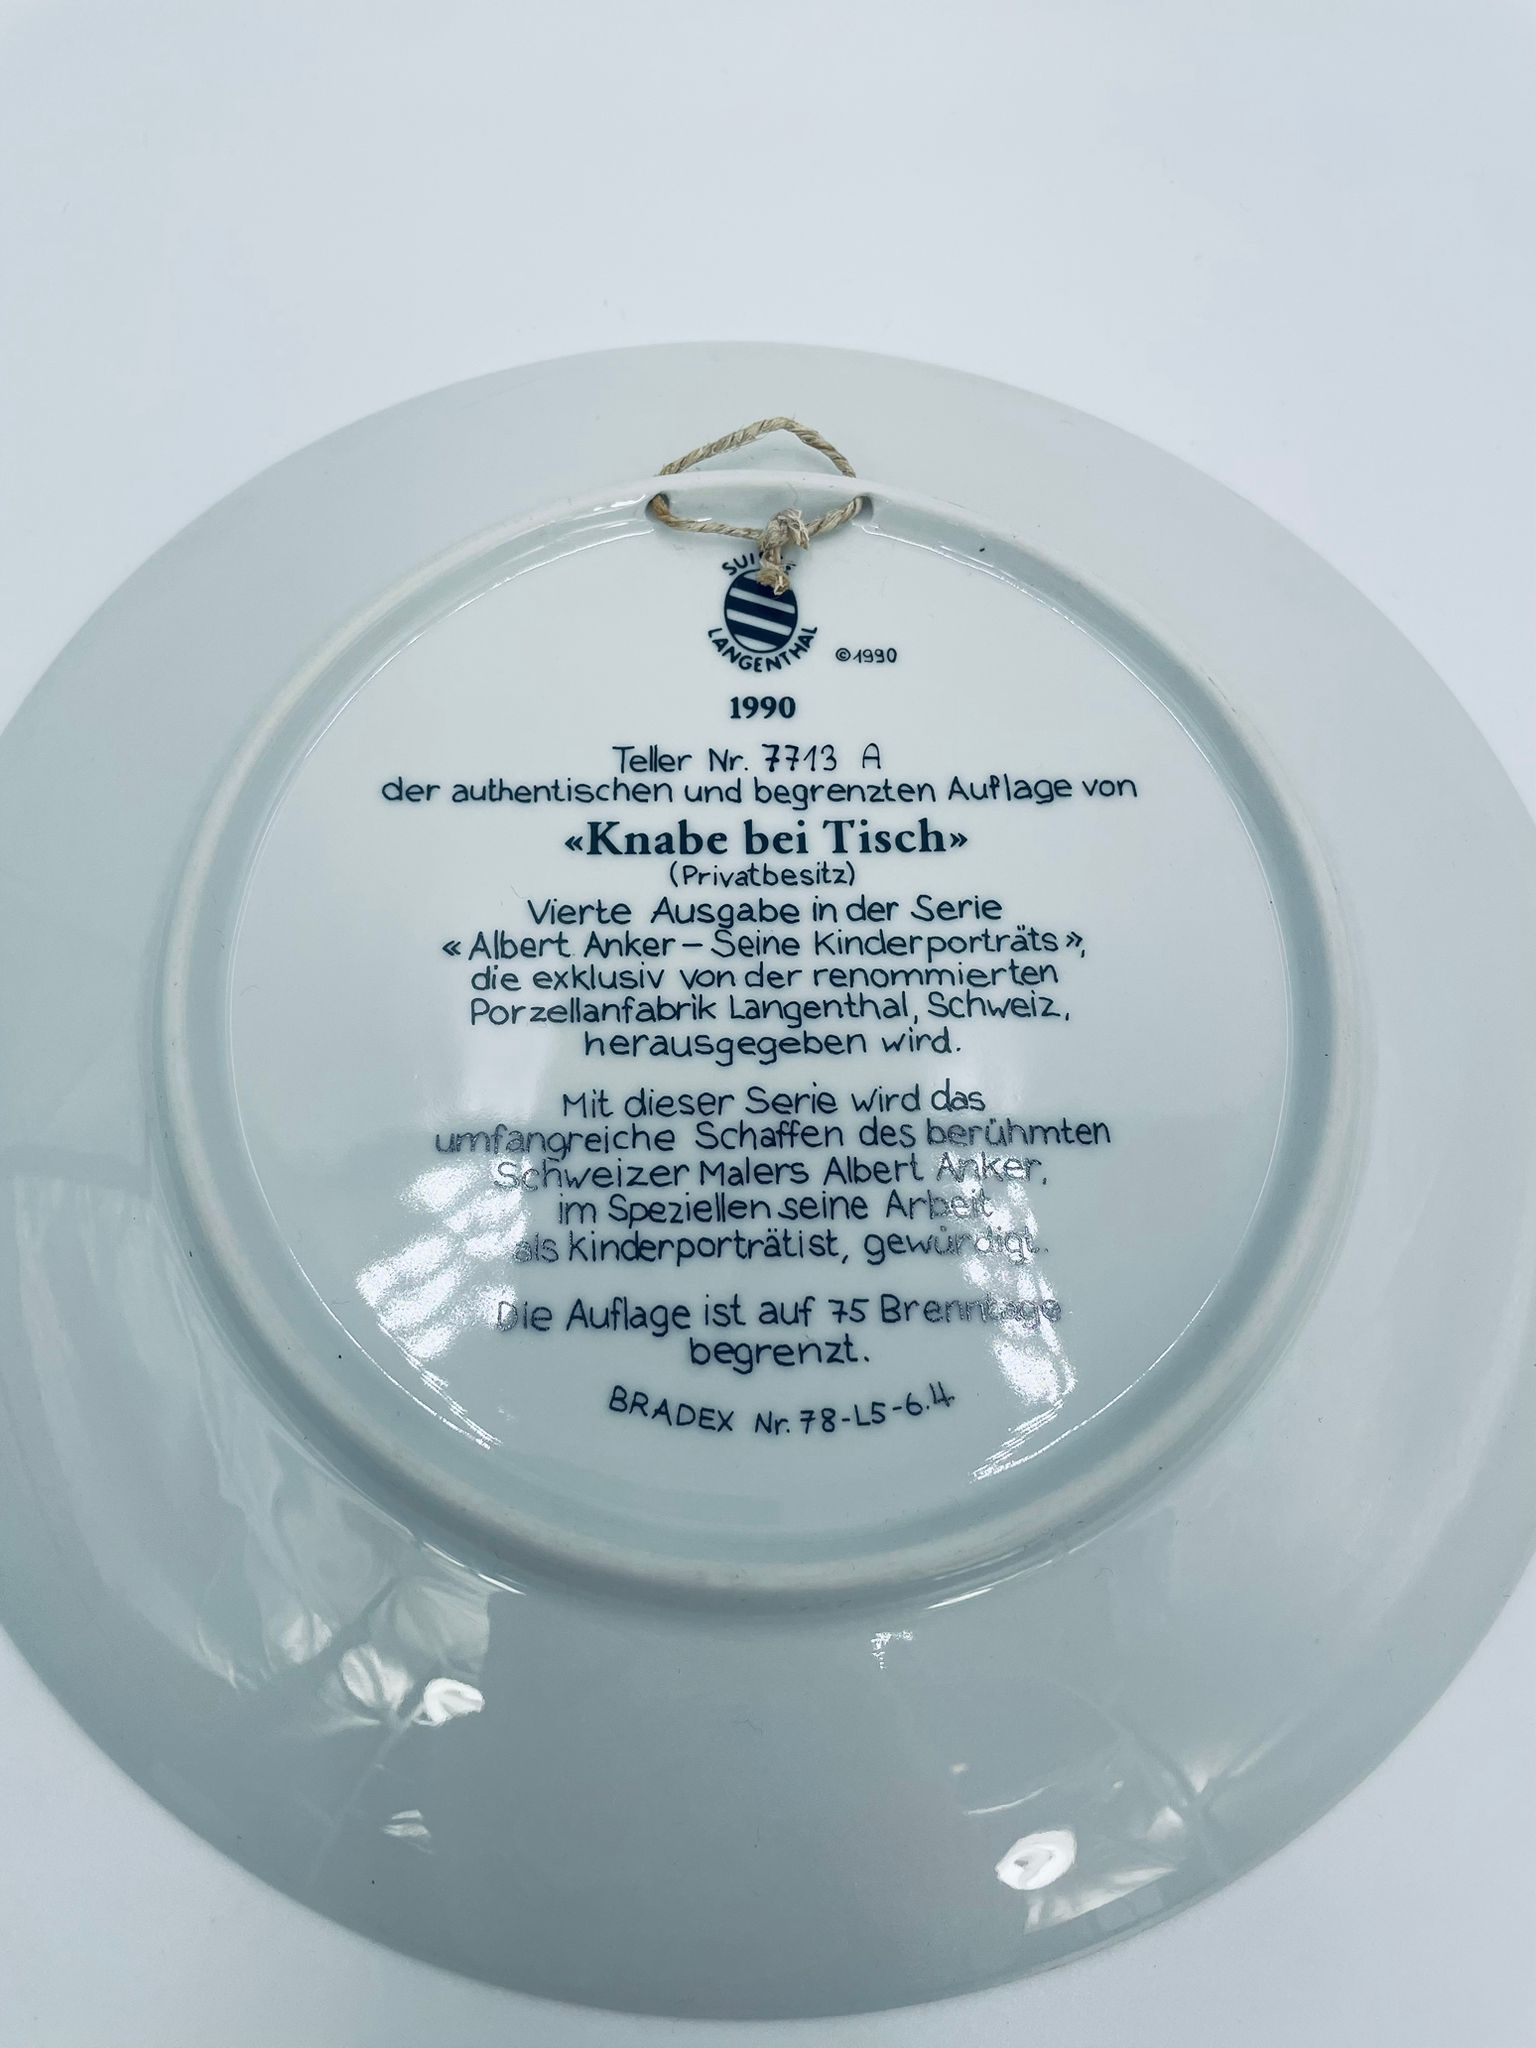 SUISSE
LANGENTHAL
©1990
1990
Teller Nr. 7713 A
der authentischen und begrenzten Auflage von
«Knabe bei Tisch»
(Privatbesitz)
Vierte Ausgabe in der Serie
«Albert Anker – Seine Kinderporträts»,
die exklusiv von der renommierten
Porzellanfabrik Langenthal, Schweiz,
herausgegeben wird.
Mit dieser Serie wird das
umfangreiche Schaffen des berühmten
Schweizer Malers Albert Anker,
im Speziellen seine Arbeit
als Kinderporträtist, gewürdigt.
Die Auflage ist auf 75 Brenntage
begrenzt.
BRADEX Nr. 78-L5-6.4